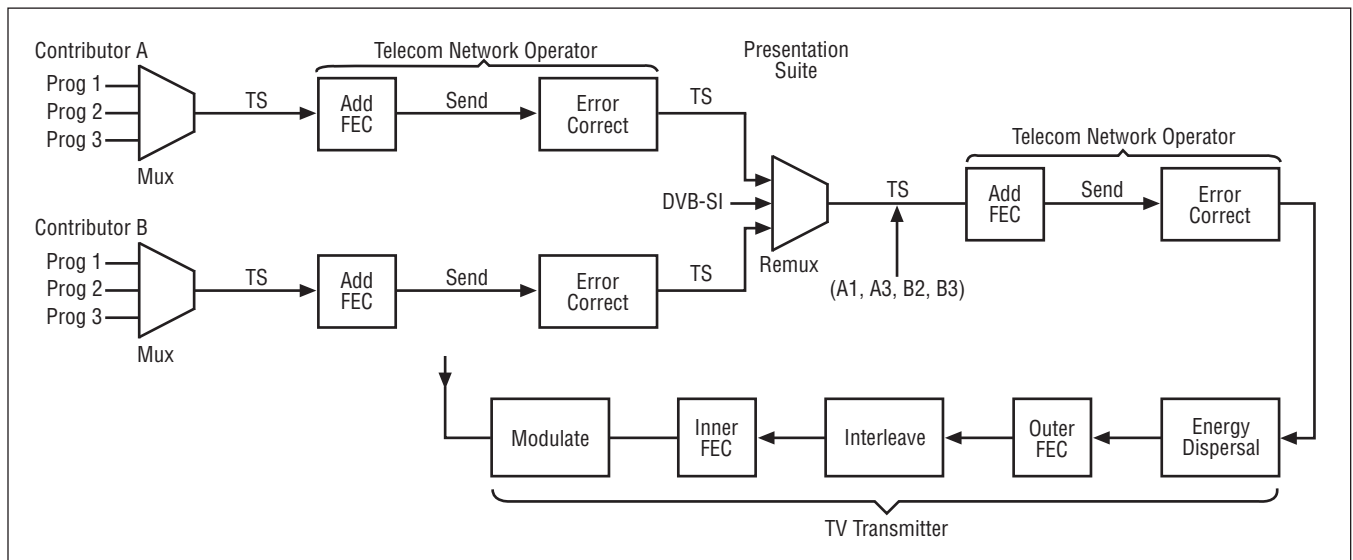 Contributor A
Prog 1
Prog 2
Prog 3
Mux
TS
Telecom Network Operator
Add
FEC
Send
Error
Correct
TS
Presentation
Suite
Contributor B
Prog 1
Prog 2
Prog 3
Mux
TS
Add
FEC
Send
Error
Correct
TS
DVB-SI
Remux
TS
(A1, A3, B2, B3)
Telecom Network Operator
Add
FEC
Send
Error
Correct
Modulate
Inner
FEC
Interleave
Outer
FEC
Energy
Dispersal
TV Transmitter